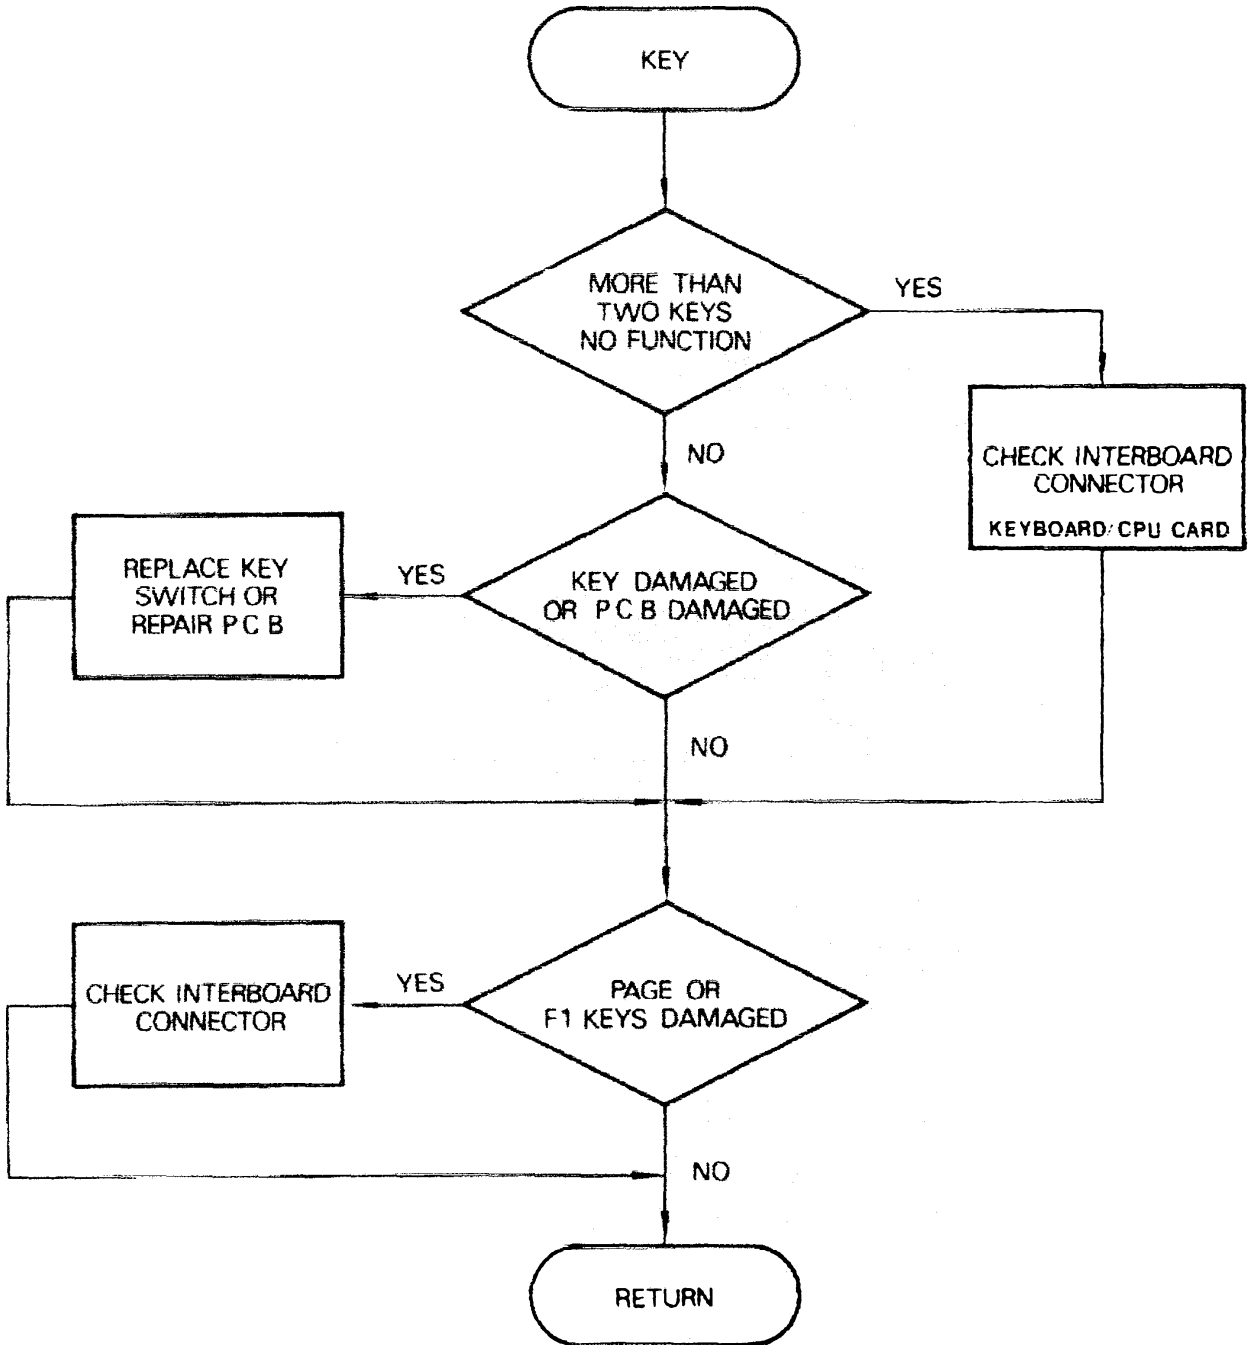 KEY
MORE THAN
TWO KEYS
NO FUNCTION
YES
NO
CHECK INTERBOARD
CONNECTOR
KEYBOARD/CPU CARD
REPLACE KEY
SWITCH OR
REPAIR P C B
YES
KEY DAMAGED
OR P C B DAMAGED
NO
CHECK INTERBOARD
CONNECTOR
YES
PAGE OR
F1 KEYS DAMAGED
NO
RETURN